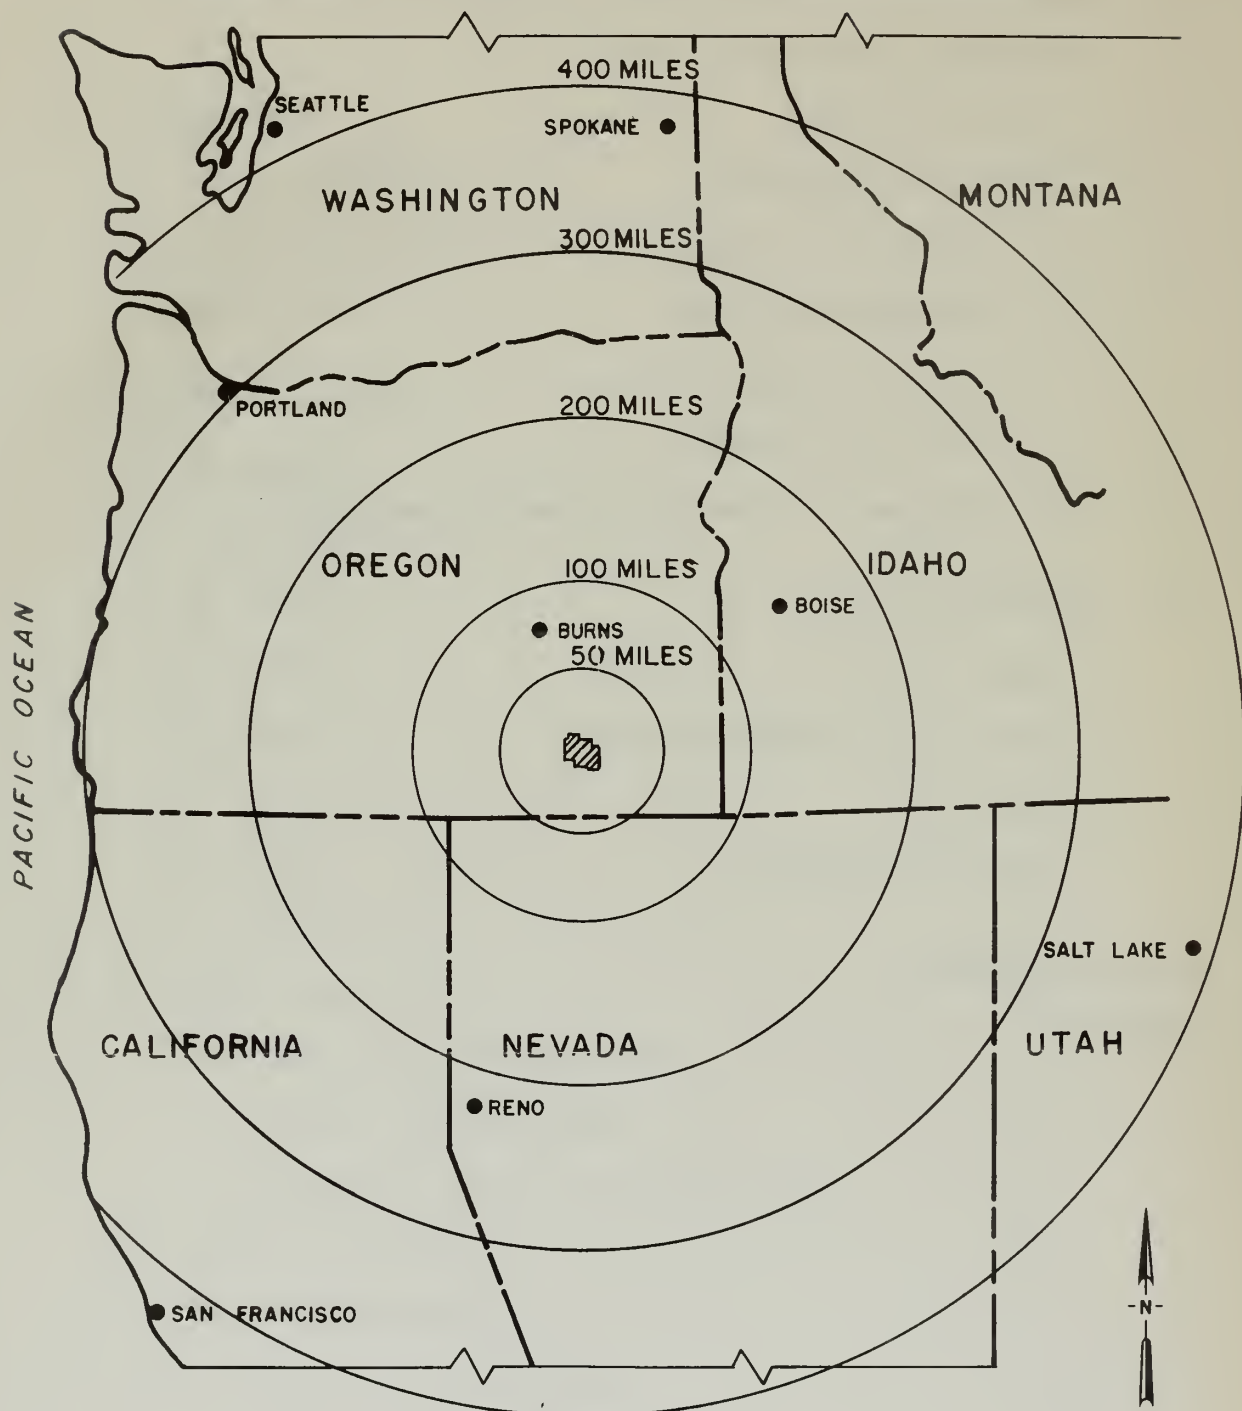 400 MILES
SEATTLE
SPOKANE
WASHINGTON
MONTANA
300 MILES
200 MILES
PORTLAND
OREGON
100 MILES
IDAHO
BOISE
BURNS
50 MILES
PACIFIC OCEAN
SALT LAKE
CALIFORNIA
NEVADA
UTAH
RENO
SAN FRANCISCO
-N-